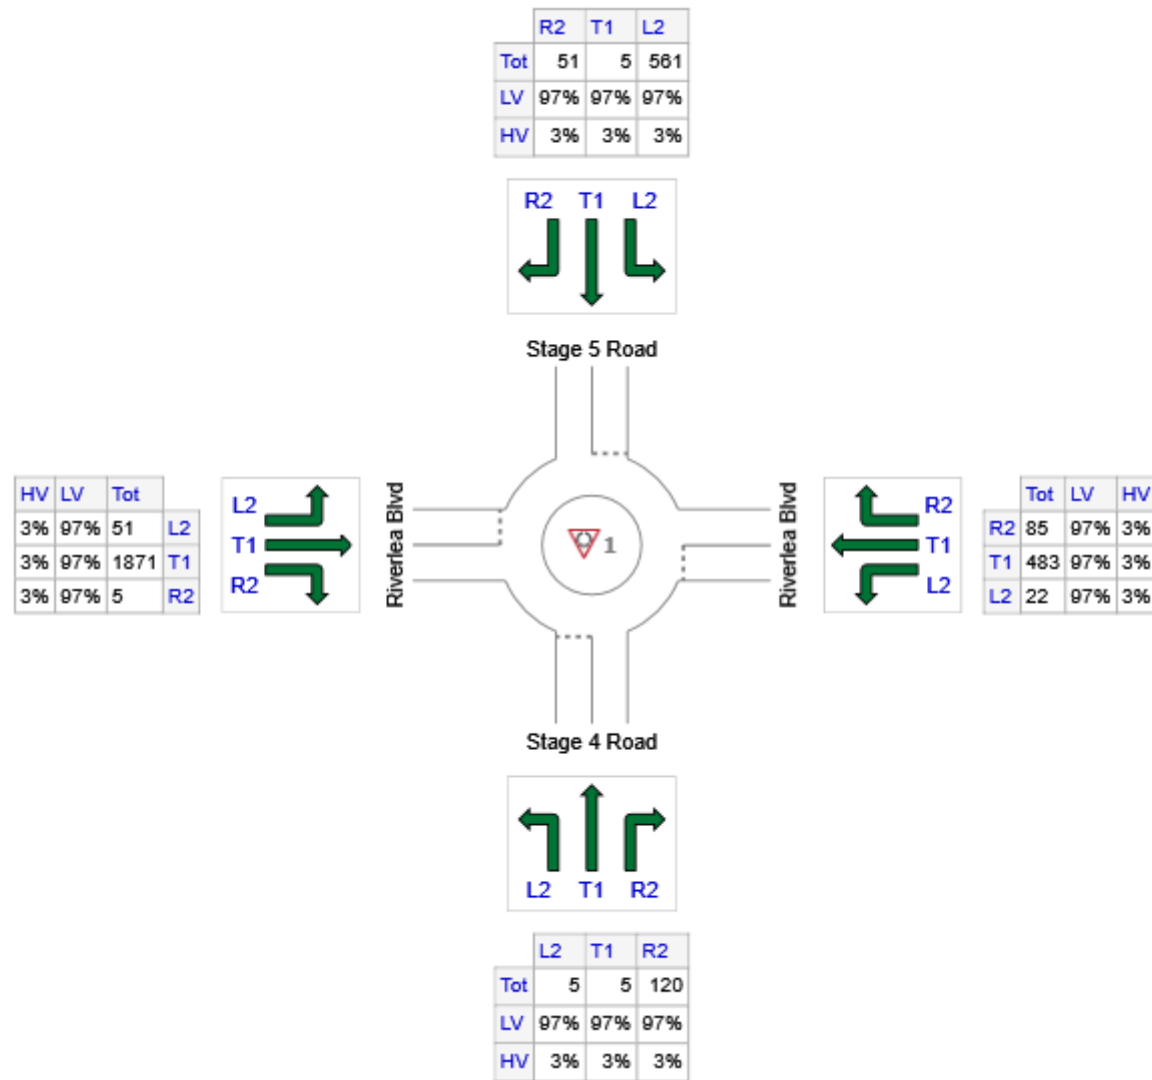 R2 T1 L2
Tot 51 5 561
LV 97% 97% 97%
HV 3% 3% 3%
R2 T1 L2
Stage 5 Road
HV LV Tot
3% 97% 51 L2
3% 97% 1871 T1
3% 97% 5 R2
L2
T1
R2
Riverlea Blvd
1
Riverlea Blvd
R2
T1
L2
Tot LV HV
R2 85 97% 3%
T1 483 97% 3%
L2 22 97% 3%
Stage 4 Road
L2 T1 R2
L2 T1 R2
Tot 5 5 120
LV 97% 97% 97%
HV 3% 3% 3%